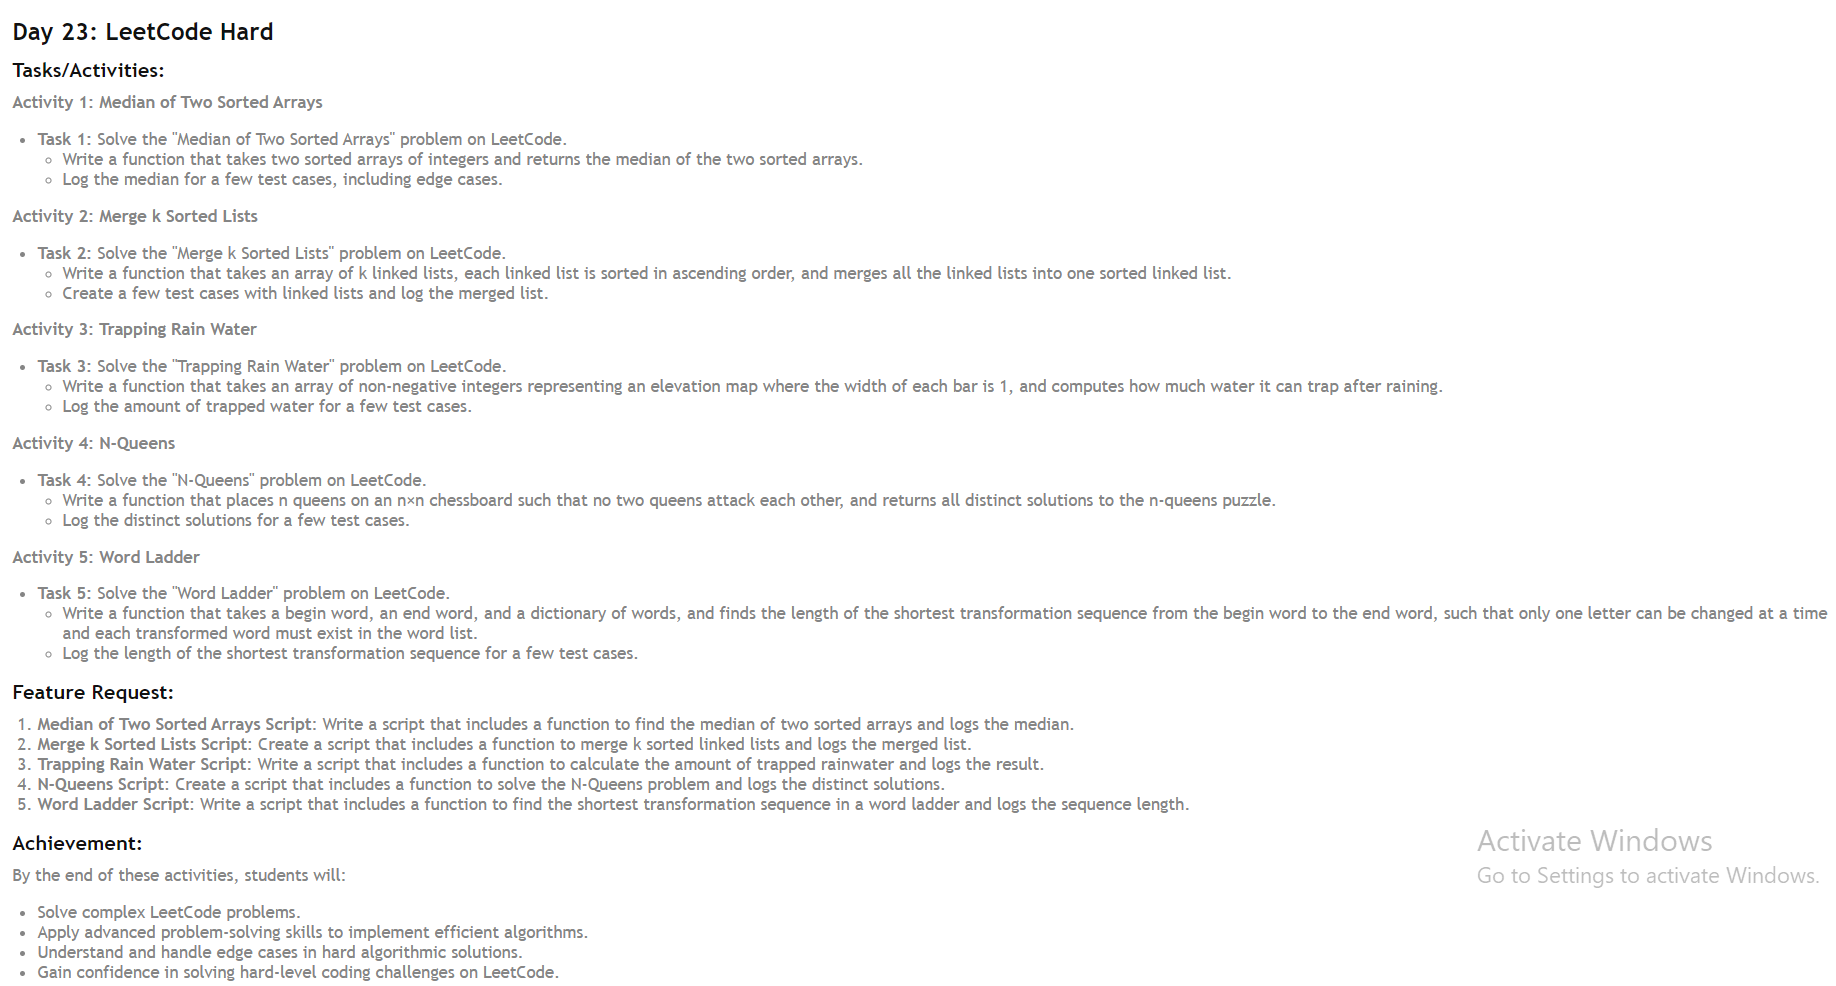 Day 23: LeetCode Hard
Tasks/Activities:
Activity 1: Median of Two Sorted Arrays
• Task 1: Solve the "Median of Two Sorted Arrays" problem on LeetCode.
◦ Write a function that takes two sorted arrays of integers and returns the median of the two sorted arrays.
◦ Log the median for a few test cases, including edge cases.
Activity 2: Merge k Sorted Lists
• Task 2: Solve the "Merge k Sorted Lists" problem on LeetCode.
◦ Write a function that takes an array of k linked lists, each linked list is sorted in ascending order, and merges all the linked lists into one sorted linked list.
◦ Create a few test cases with linked lists and log the merged list.
Activity 3: Trapping Rain Water
• Task 3: Solve the "Trapping Rain Water" problem on LeetCode.
◦ Write a function that takes an array of non-negative integers representing an elevation map where the width of each bar is 1, and computes how much water it can trap after raining.
◦ Log the amount of trapped water for a few test cases.
Activity 4: N-Queens
• Task 4: Solve the "N-Queens" problem on LeetCode.
◦ Write a function that places n queens on an n×n chessboard such that no two queens attack each other, and returns all distinct solutions to the n-queens puzzle.
◦ Log the distinct solutions for a few test cases.
Activity 5: Word Ladder
• Task 5: Solve the "Word Ladder" problem on LeetCode.
◦ Write a function that takes a begin word, an end word, and a dictionary of words, and finds the length of the shortest transformation sequence from the begin word to the end word, such that only one letter can be changed at a time
and each transformed word must exist in the word list.
◦ Log the length of the shortest transformation sequence for a few test cases.
Feature Request:
1. Median of Two Sorted Arrays Script: Write a script that includes a function to find the median of two sorted arrays and logs the median.
2. Merge k Sorted Lists Script: Create a script that includes a function to merge k sorted linked lists and logs the merged list.
3. Trapping Rain Water Script: Write a script that includes a function to calculate the amount of trapped rainwater and logs the result.
4. N-Queens Script: Create a script that includes a function to solve the N-Queens problem and logs the distinct solutions.
5. Word Ladder Script: Write a script that includes a function to find the shortest transformation sequence in a word ladder and logs the sequence length.
Achievement:
By the end of these activities, students will:
• Solve complex LeetCode problems.
• Apply advanced problem-solving skills to implement efficient algorithms.
• Understand and handle edge cases in hard algorithmic solutions.
• Gain confidence in solving hard-level coding challenges on LeetCode.
Activate Windows
Go to Settings to activate Windows.